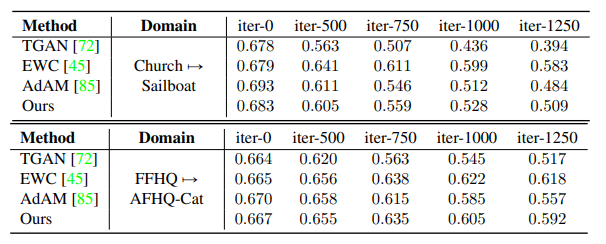 Method Domain iter-0 iter-500 iter-750 iter-1000 iter-1250
TGAN [72] 0.678 0.563 0.507 0.436 0.394
EWC [45] Church ↦ 0.679 0.641 0.611 0.599 0.583
AdAM [85] Sailboat 0.693 0.611 0.546 0.512 0.484
Ours 0.683 0.605 0.559 0.528 0.509
Method Domain iter-0 iter-500 iter-750 iter-1000 iter-1250
TGAN [72] 0.664 0.620 0.563 0.545 0.517
EWC [45] FFHQ ↦ 0.665 0.656 0.638 0.622 0.618
AdAM [85] AFHQ-Cat 0.670 0.658 0.615 0.585 0.557
Ours 0.667 0.655 0.635 0.605 0.592